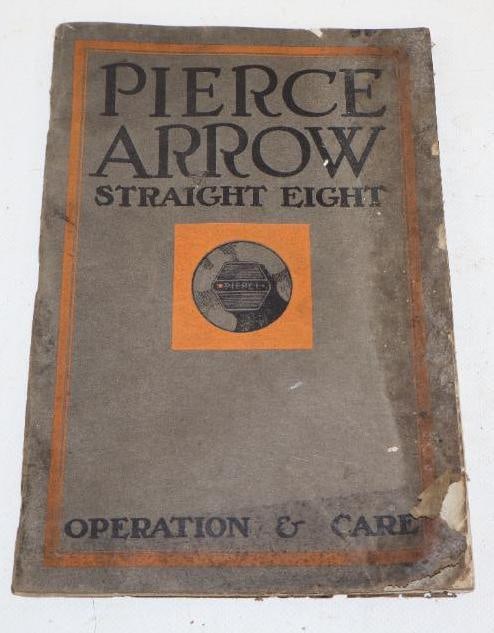 PIERCE
ARROW
STRAIGHT EIGHT
PIERCE
OPERATION & CARE